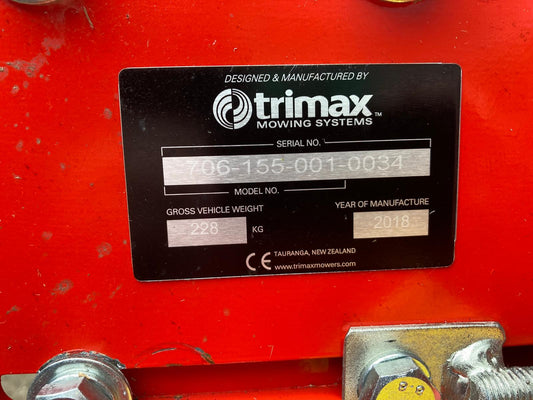 DESIGNED & MANUFACTURED BY
trimax™
MOWING SYSTEMS
SERIAL NO.
706-155-001-0034
MODEL NO.
GROSS VEHICLE WEIGHT
228 KG
YEAR OF MANUFACTURE
2018
CE TAURANGA, NEW ZEALAND
www.trimaxmowers.com